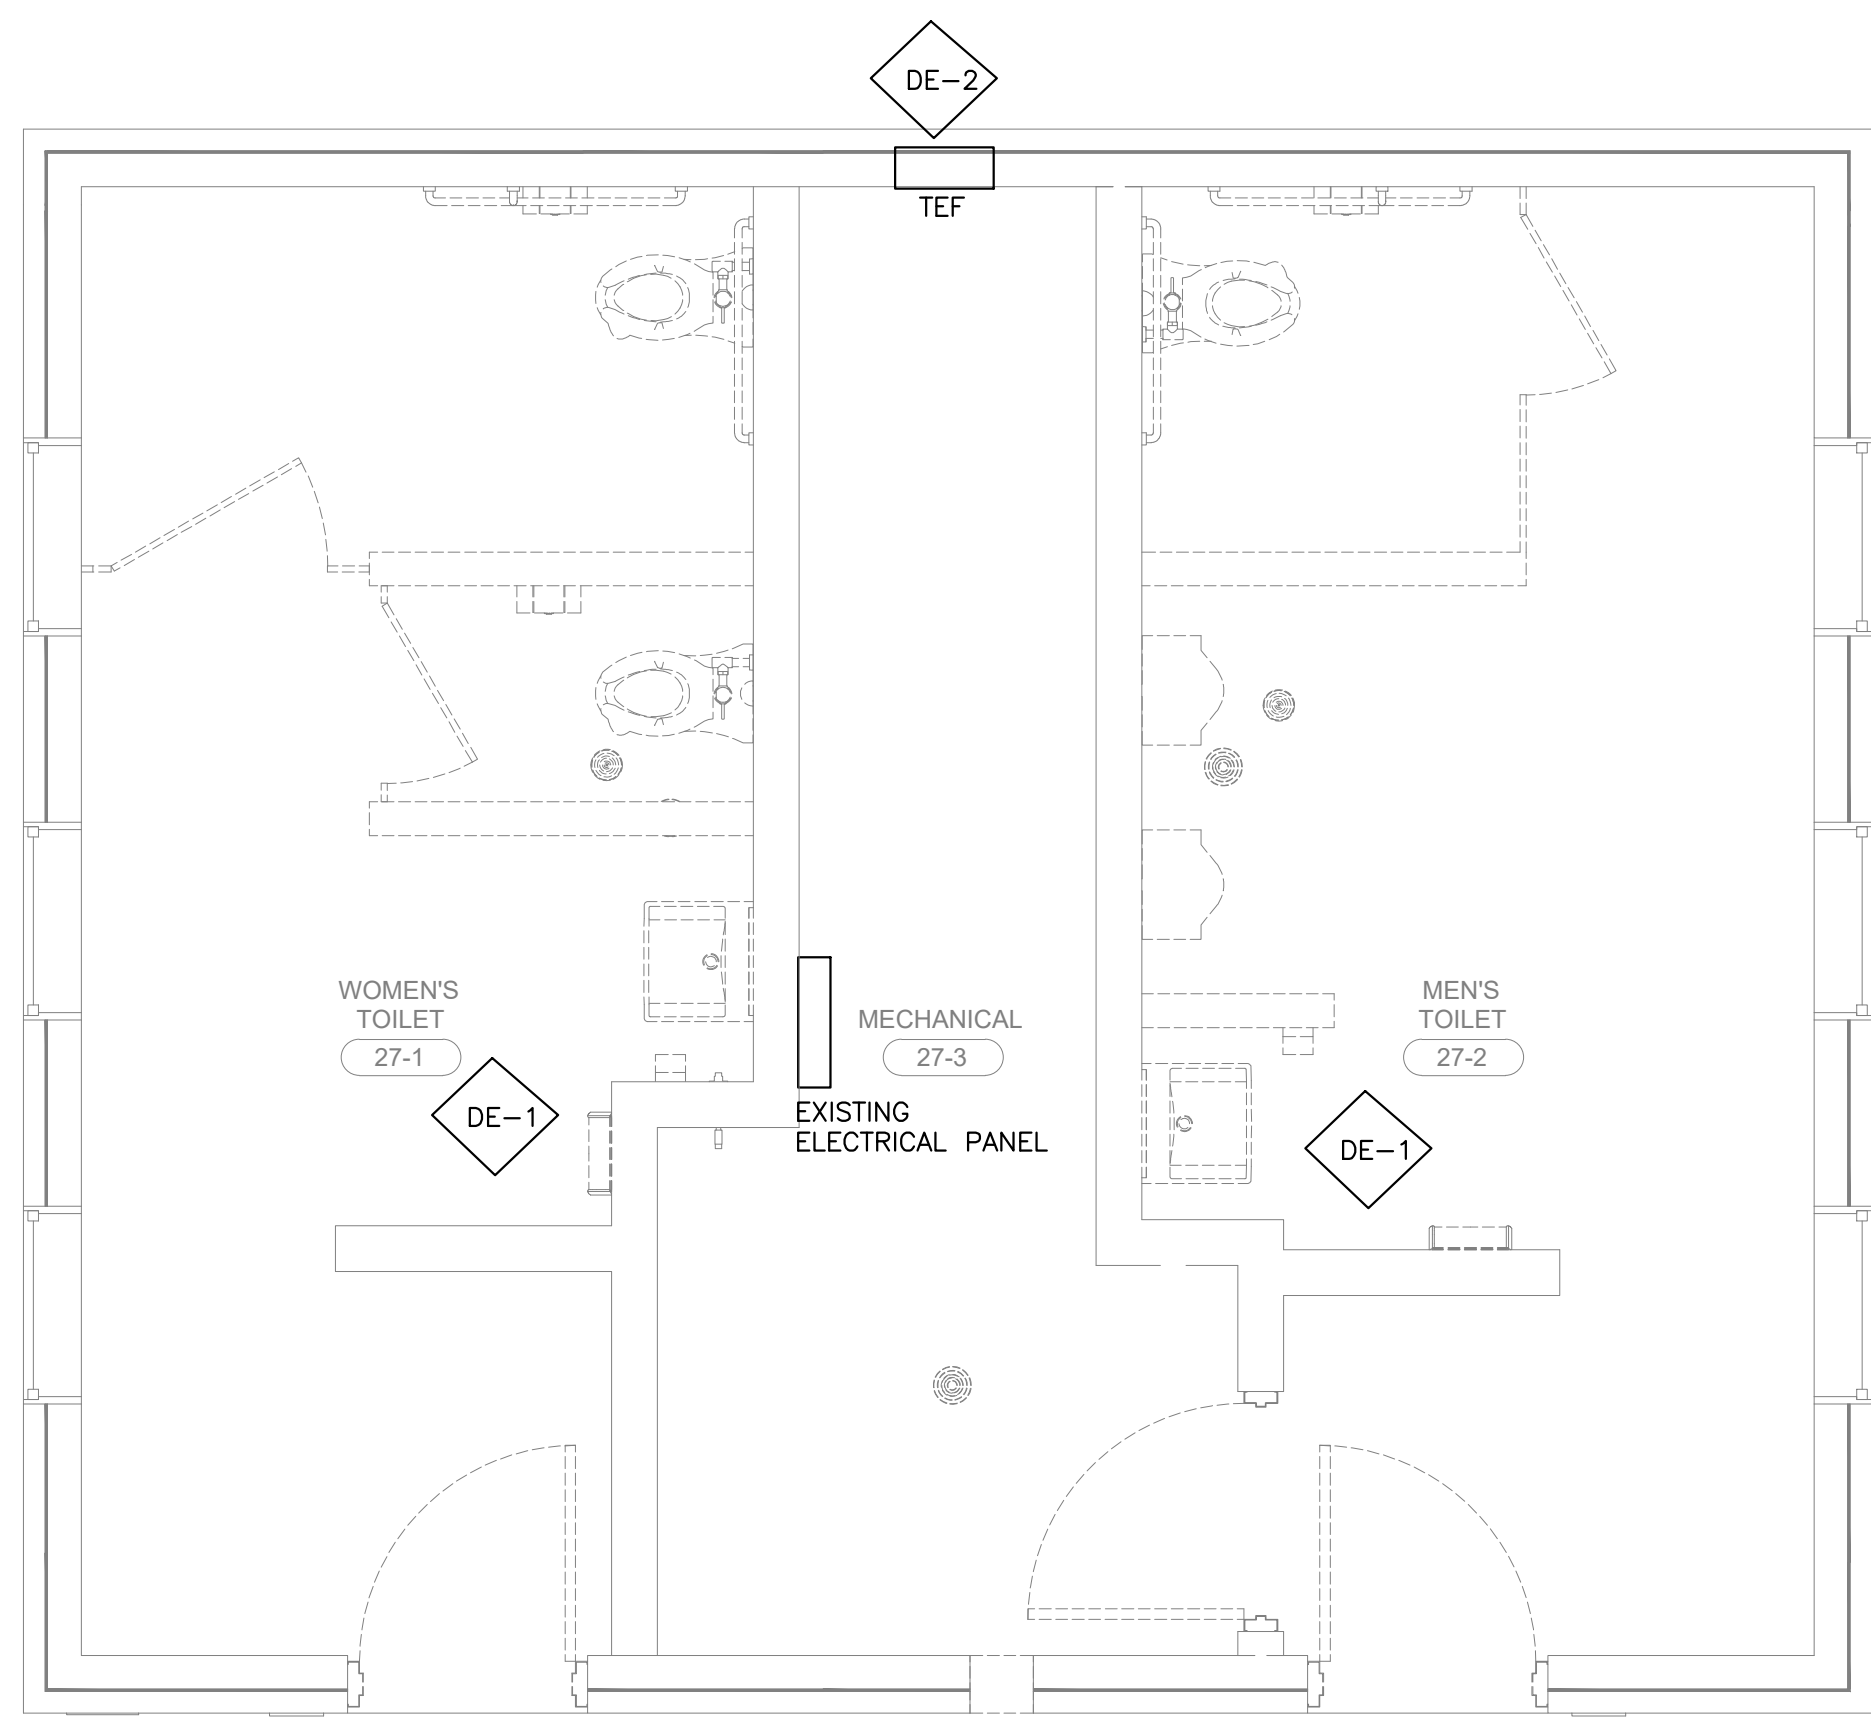 DE-2
TEF
WOMEN'S
TOILET
27-1
MECHANICAL
27-3
MEN'S
TOILET
27-2
DE-1
EXISTING
ELECTRICAL PANEL
DE-1